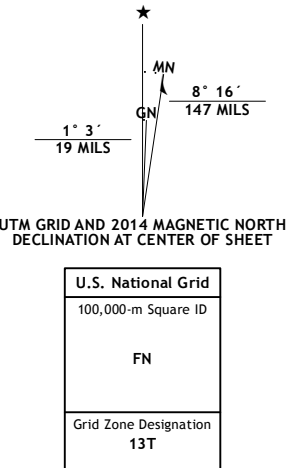 ★
MN
8° 16´
147 MILS
GN
1° 3´
19 MILS
UTM GRID AND 2014 MAGNETIC NORTH
DECLINATION AT CENTER OF SHEET
U.S. National Grid
100,000-m Square ID
FN
Grid Zone Designation
13T